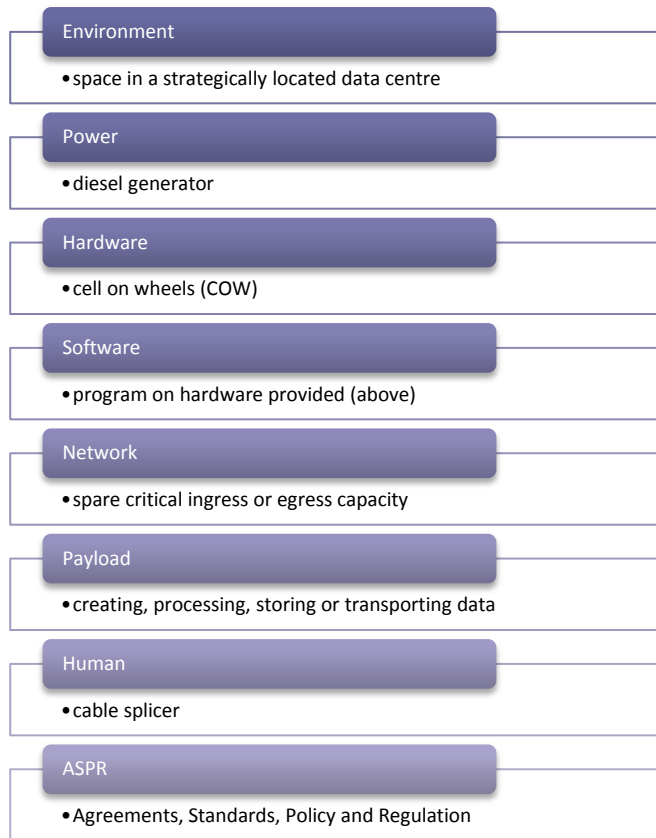 Environment
•space in a strategically located data centre
Power
•diesel generator
Hardware
•cell on wheels (COW)
Software
•program on hardware provided (above)
Network
•spare critical ingress or egress capacity
Payload
•creating, processing, storing or transporting data
Human
•cable splicer
ASPR
•Agreements, Standards, Policy and Regulation